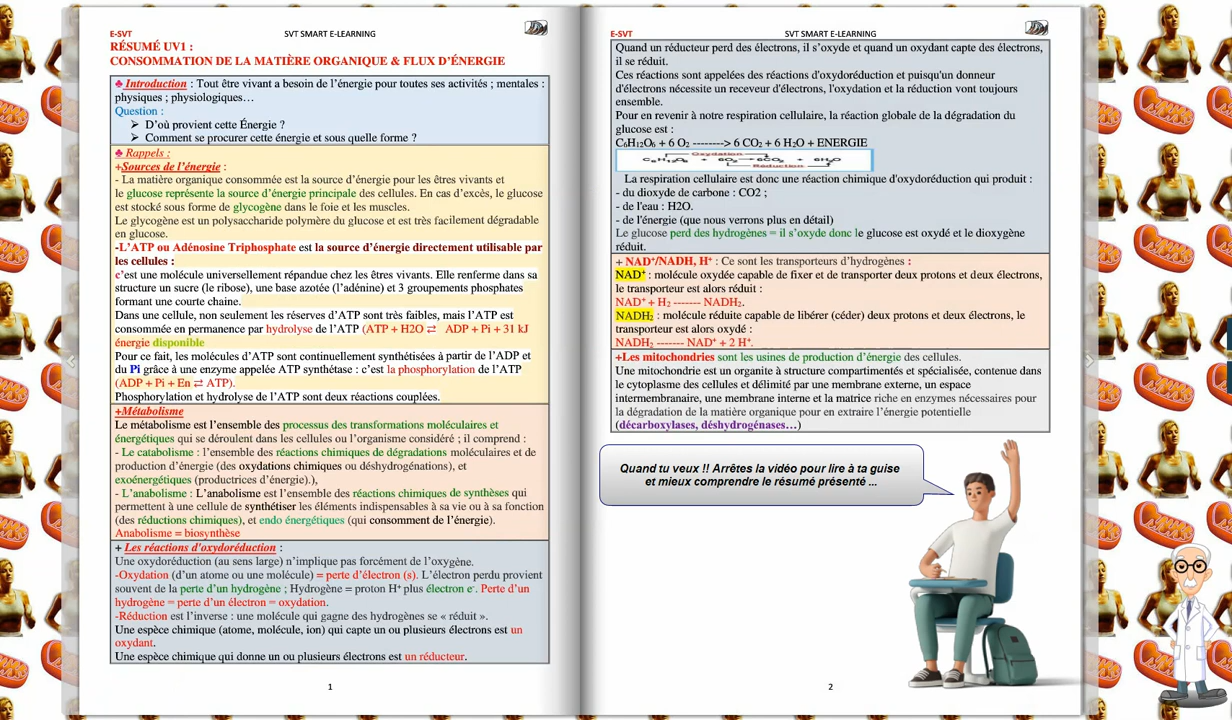 E-SVT SVT SMART E-LEARNING
RÉSUMÉ UV1 :
CONSOMMATION DE LA MATIÈRE ORGANIQUE & FLUX D'ÉNERGIE
♣ Introduction : Tout être vivant a besoin de l'énergie pour toutes ses activités ; mentales :
physiques ; physiologiques…
Question :
➢ D'où provient cette Énergie ?
➢ Comment se procurer cette énergie et sous quelle forme ?
♣ Rappels :
+Sources de l'énergie :
- La matière organique consommée est la source d'énergie pour les êtres vivants et
le glucose représente la source d'énergie principale des cellules. En cas d'excès, le glucose
est stocké sous forme de glycogène dans le foie et les muscles.
Le glycogène est un polysaccharide polymère du glucose et est très facilement dégradable
en glucose.
-L'ATP ou Adénosine Triphosphate est la source d'énergie directement utilisable par
les cellules :
c'est une molécule universellement répandue chez les êtres vivants. Elle renferme dans sa
structure un sucre (le ribose), une base azotée (l'adénine) et 3 groupements phosphates
formant une courte chaine.
Dans une cellule, non seulement les réserves d'ATP sont très faibles, mais l'ATP est
consommée en permanence par hydrolyse de l'ATP (ATP + H2O ⇄ ADP + Pi + 31 kJ
énergie disponible
Pour ce fait, les molécules d'ATP sont continuellement synthétisées à partir de l'ADP et
du Pi grâce à une enzyme appelée ATP synthétase : c'est la phosphorylation de l'ATP
(ADP + Pi + En ⇄ ATP).
Phosphorylation et hydrolyse de l'ATP sont deux réactions couplées.
+Métabolisme
Le métabolisme est l'ensemble des processus des transformations moléculaires et
énergétiques qui se déroulent dans les cellules ou l'organisme considéré ; il comprend :
- Le catabolisme : l'ensemble des réactions chimiques de dégradations moléculaires et de
production d'énergie (des oxydations chimiques ou déshydrogénations), et
exoénergétiques (productrices d'énergie).),
- L'anabolisme : L'anabolisme est l'ensemble des réactions chimiques de synthèses qui
permettent à une cellule de synthétiser les éléments indispensables à sa vie ou à sa fonction
(des réductions chimiques), et endo énergétiques (qui consomment de l'énergie).
Anabolisme = biosynthèse
+ Les réactions d'oxydoréduction :
Une oxydoréduction (au sens large) n'implique pas forcément de l'oxygène.
-Oxydation (d'un atome ou une molécule) = perte d'électron (s). L'électron perdu provient
souvent de la perte d'un hydrogène ; Hydrogène = proton H⁺ plus électron e⁻. Perte d'un
hydrogène = perte d'un électron = oxydation.
-Réduction est l'inverse : une molécule qui gagne des hydrogènes se « réduit ».
Une espèce chimique (atome, molécule, ion) qui capte un ou plusieurs électrons est un
oxydant.
Une espèce chimique qui donne un ou plusieurs électrons est un réducteur.
1
E-SVT SVT SMART E-LEARNING
Quand un réducteur perd des électrons, il s'oxyde et quand un oxydant capte des électrons,
il se réduit.
Ces réactions sont appelées des réactions d'oxydoréduction et puisqu'un donneur
d'électrons nécessite un receveur d'électrons, l'oxydation et la réduction vont toujours
ensemble.
Pour en revenir à notre respiration cellulaire, la réaction globale de la dégradation du
glucose est :
C₆H₁₂O₆ + 6 O₂ --------> 6 CO₂ + 6 H₂O + ENERGIE
Oxydation
C₆H₁₂O₆ + 6O₂ 6CO₂ + 6H₂O
Réduction
La respiration cellulaire est donc une réaction chimique d'oxydoréduction qui produit :
- du dioxyde de carbone : CO2 ;
- de l'eau : H2O.
- de l'énergie (que nous verrons plus en détail)
Le glucose perd des hydrogènes = il s'oxyde donc le glucose est oxydé et le dioxygène
réduit.
+ NAD⁺/NADH, H⁺ : Ce sont les transporteurs d'hydrogènes :
NAD⁺ : molécule oxydée capable de fixer et de transporter deux protons et deux électrons,
le transporteur est alors réduit :
NAD⁺ + H₂ ------- NADH₂.
NADH₂ : molécule réduite capable de libérer (céder) deux protons et deux électrons, le
transporteur est alors oxydé :
NADH₂ ------- NAD⁺ + 2 H⁺.
+Les mitochondries sont les usines de production d'énergie des cellules.
Une mitochondrie est un organite à structure compartimentés et spécialisée, contenue dans
le cytoplasme des cellules et délimité par une membrane externe, un espace
intermembranaire, une membrane interne et la matrice riche en enzymes nécessaires pour
la dégradation de la matière organique pour en extraire l'énergie potentielle
(décarboxylases, déshydrogénases…)
Quand tu veux !! Arrêtes la vidéo pour lire à ta guise
et mieux comprendre le résumé présenté ...
2